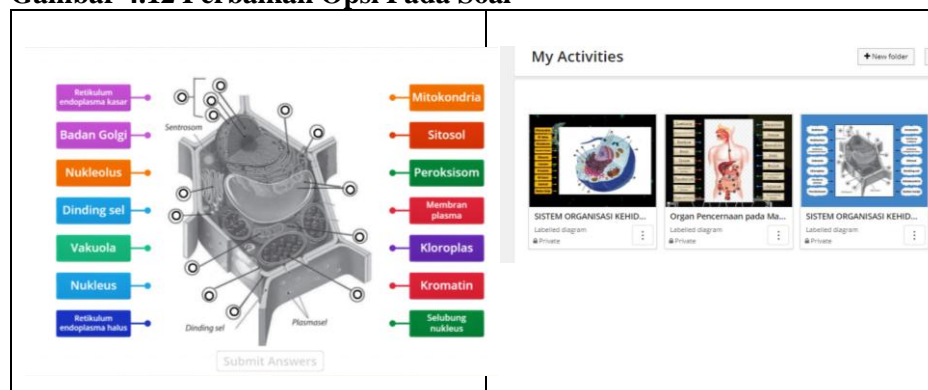 Gambar 4.12 Perbaikan Opsi Pada Soal
Retikulum
endoplasma kasar
Badan Golgi
Nukleolus
Dinding sel
Vakuola
Nukleus
Retikulum
endoplasma halus
Sentrosom
Dinding sel
Plasmasel
Mitokondria
Sitosol
Peroksisom
Membran
plasma
Kloroplas
Kromatin
Selubung
nukleus
Submit Answers
My Activities
+ New folder
SISTEM ORGANISASI KEHID...
Labelled diagram
Private
Organ Pencernaan pada Ma...
Labelled diagram
Private
SISTEM ORGANISASI KEHID...
Labelled diagram
Private